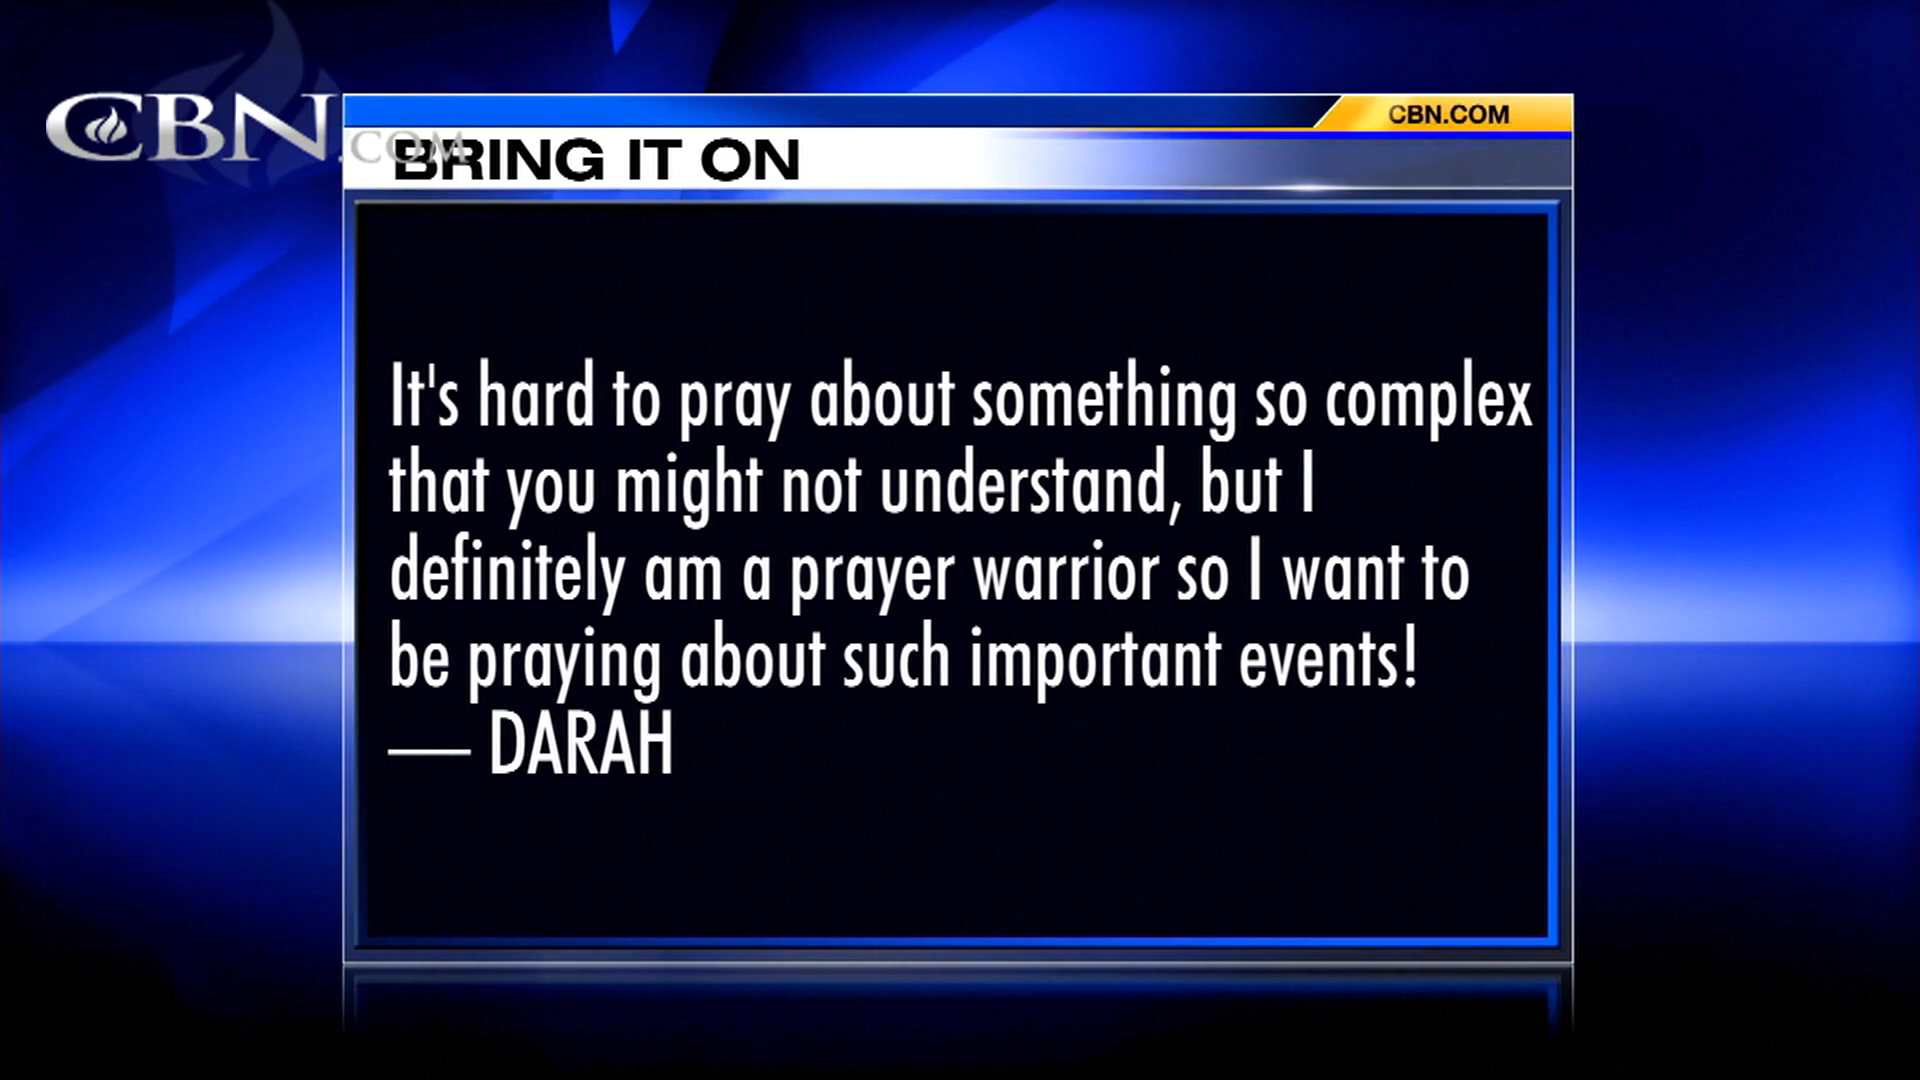 CBN.COM
CBN.COM
BRING IT ON
It's hard to pray about something so complex
that you might not understand, but I
definitely am a prayer warrior so I want to
be praying about such important events!
— DARAH